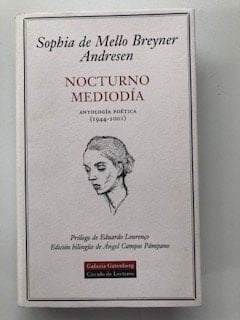 Sophia de Mello Breyner
Andresen
NOCTURNO
MEDIODÍA
ANTOLOGÍA POÉTICA
(1944-2001)
Prólogo de Eduardo Lourenço
Edición bilingüe de Ángel Campos Pámpano
Galaxia Gutenberg
Círculo de Lectores